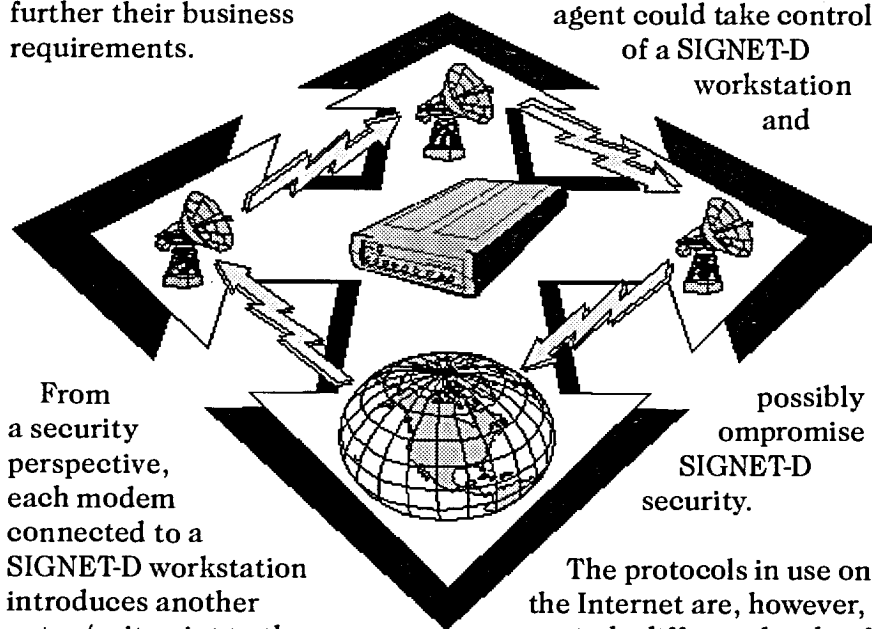 further their business
requirements.
From
a security
perspective,
each modem
connected to a
SIGNET-D workstation
introduces another
agent could take control
of a SIGNET-D
workstation
and
possibly
ompromise
SIGNET-D
security.
The protocols in use on
the Internet are, however,